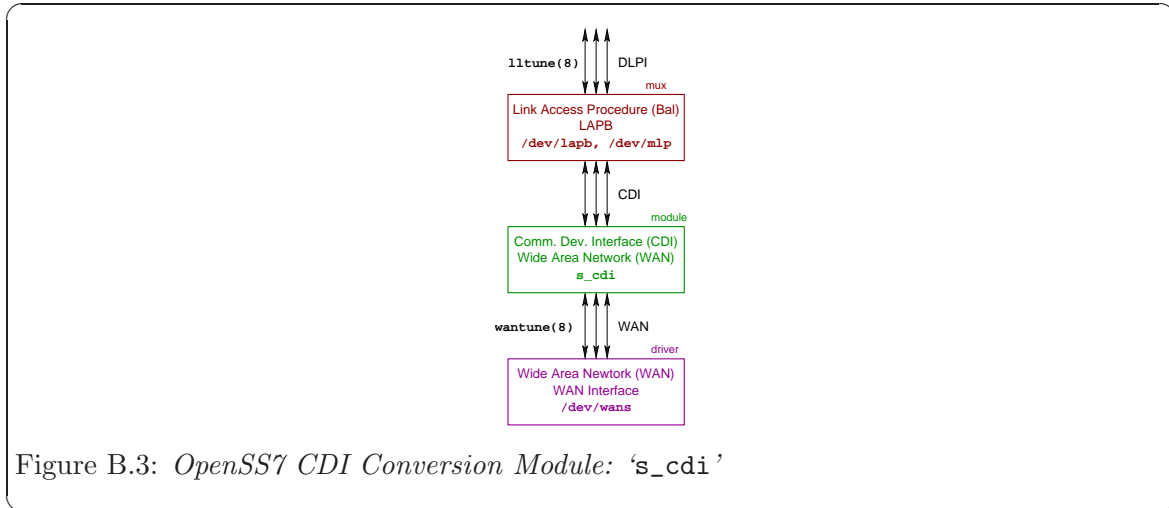 lltune(8) DLPI
mux
Link Access Procedure (Bal)
LAPB
/dev/lapb, /dev/mlp
CDI
module
Comm. Dev. Interface (CDI)
Wide Area Network (WAN)
s_cdi
wantune(8) WAN
driver
Wide Area Newtork (WAN)
WAN Interface
/dev/wans
Figure B.3: OpenSS7 CDI Conversion Module: ‘s_cdi’